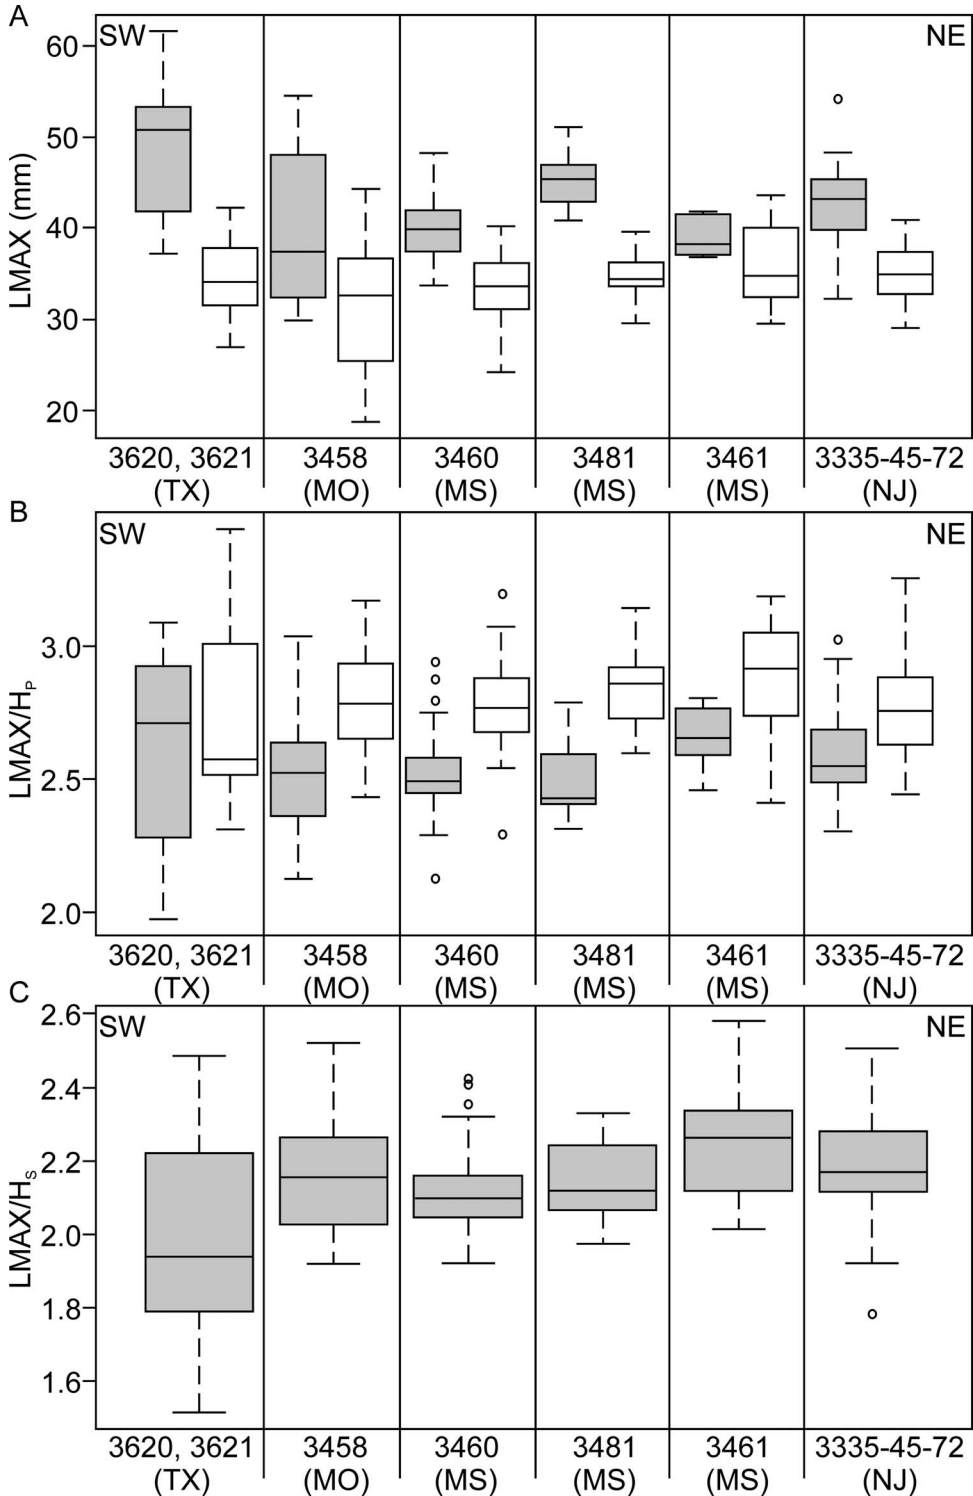 A
SW NE
60
50
40
30
20
LMAX (mm)
3620, 3621 3458 3460 3481 3461 3335-45-72
(TX) (MO) (MS) (MS) (MS) (NJ)
B
SW NE
3.0
2.5
2.0
LMAX/HP
3620, 3621 3458 3460 3481 3461 3335-45-72
(TX) (MO) (MS) (MS) (MS) (NJ)
C
SW NE
2.6
2.4
2.2
2.0
1.8
1.6
LMAX/HS
3620, 3621 3458 3460 3481 3461 3335-45-72
(TX) (MO) (MS) (MS) (MS) (NJ)